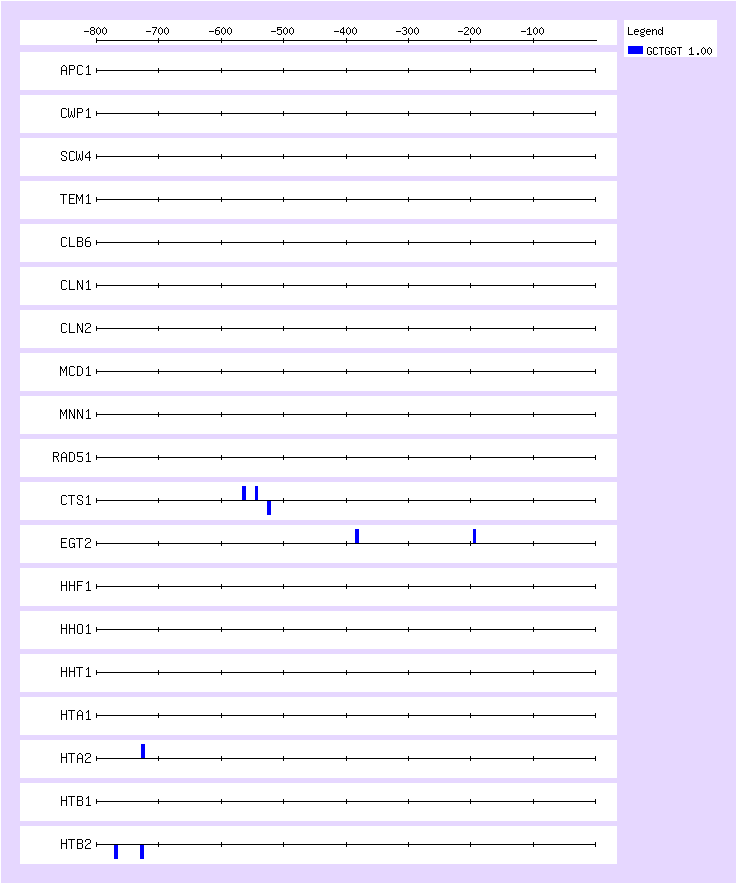 -800 -700 -600 -500 -400 -300 -200 -100
Legend
GCTGGT 1.00
APC1
CWP1
SCW4
TEM1
CLB6
CLN1
CLN2
MCD1
MNN1
RAD51
CTS1
EGT2
HHF1
HHO1
HHT1
HTA1
HTA2
HTB1
HTB2